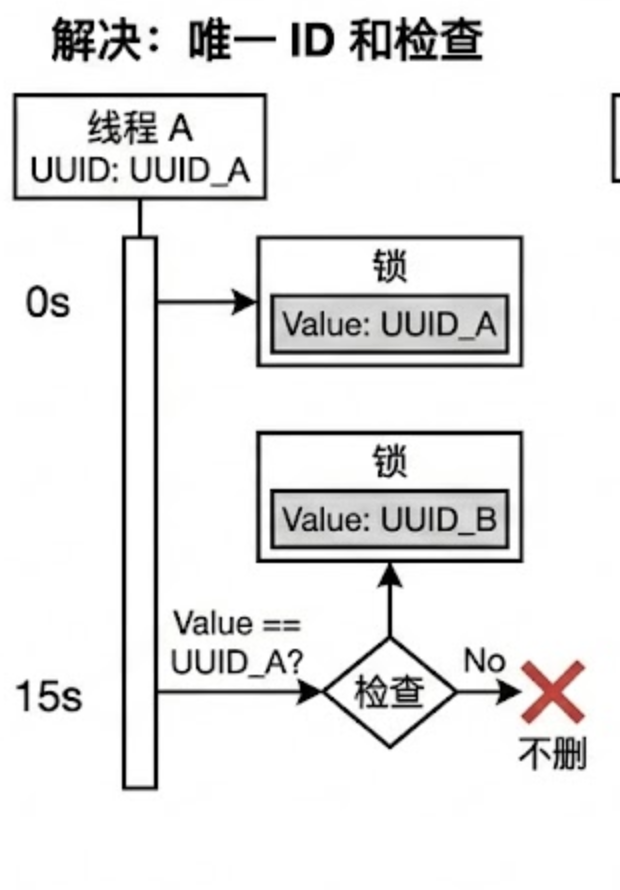 解决：唯一 ID 和检查
线程 A
UUID: UUID_A
0s
锁
Value: UUID_A
锁
Value: UUID_B
Value ==
UUID_A?
15s
检查
No
不删